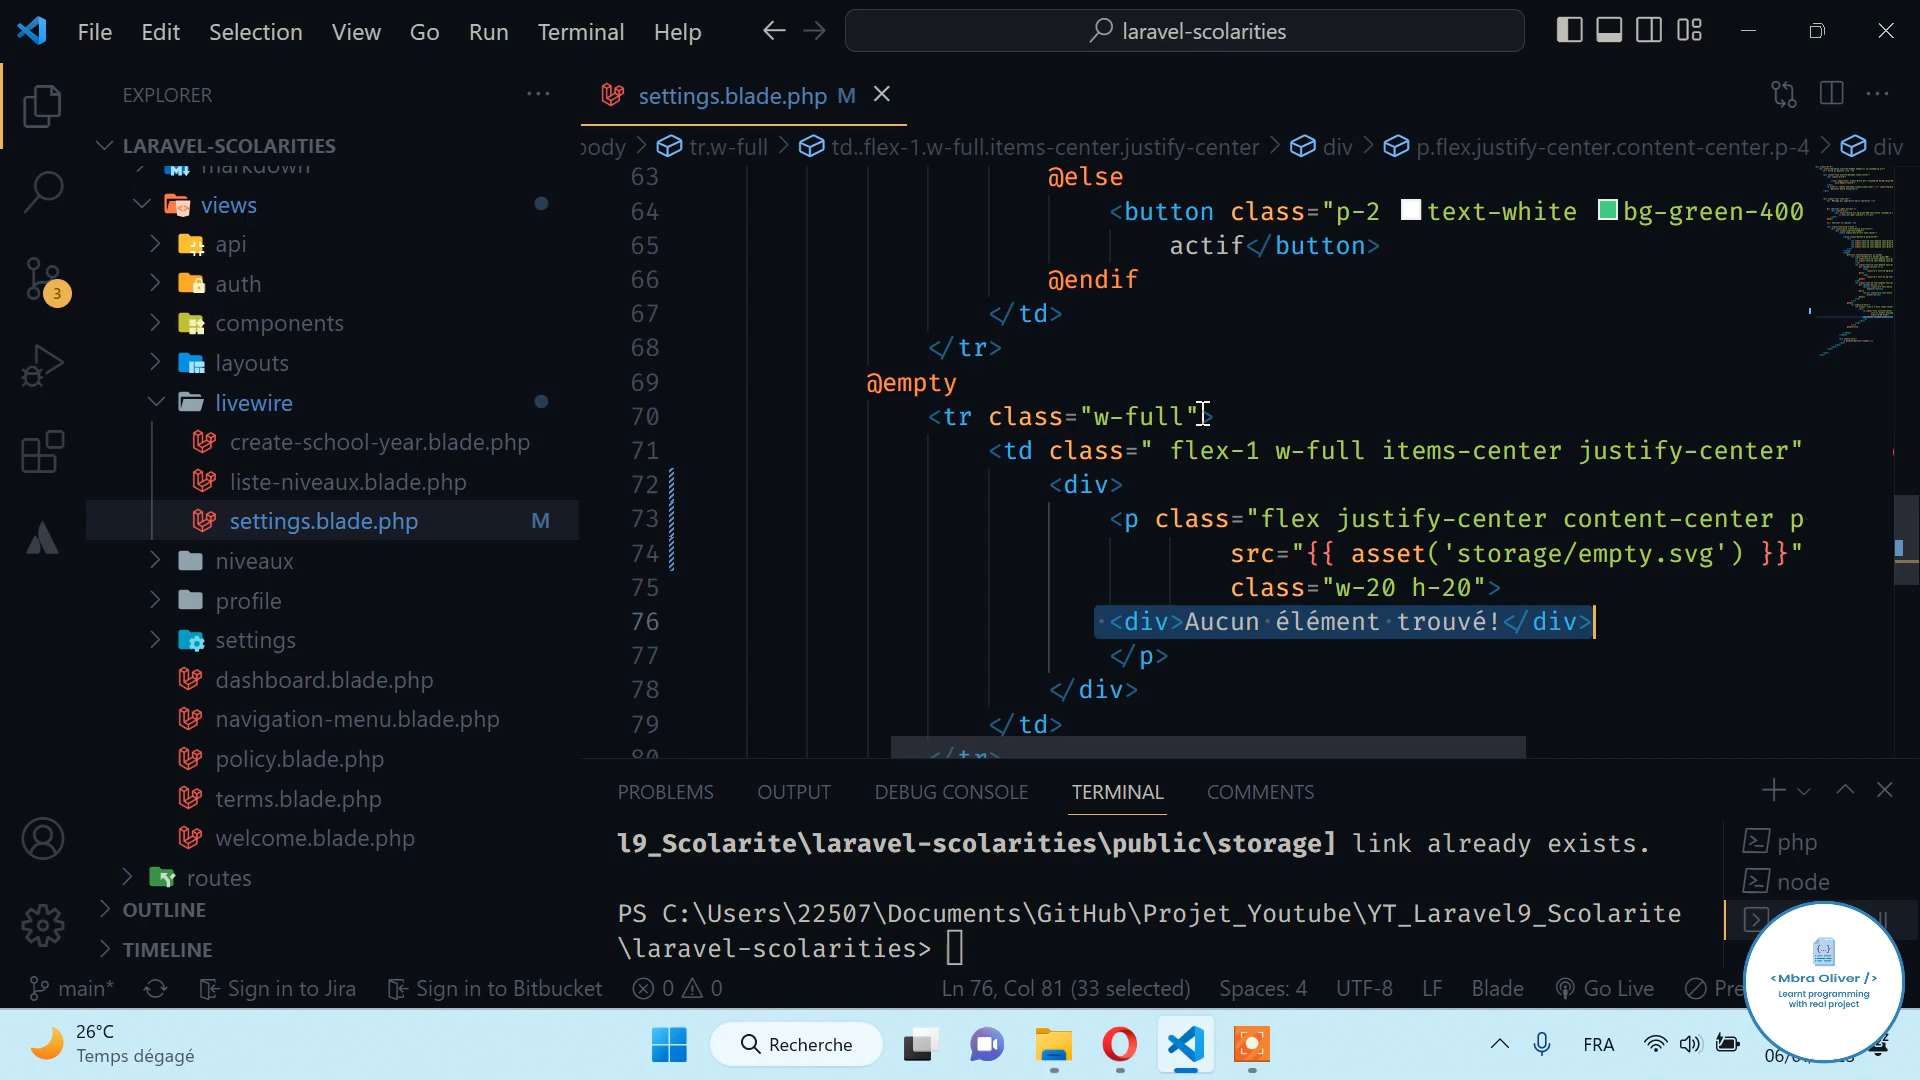 File Edit Selection View Go Run Terminal Help
laravel-scolarities
EXPLORER
settings.blade.php M
LARAVEL-SCOLARITIES
tr.w-full
td..flex-1.w-full.items-center.justify-center
div
p.flex.justify-center.content-center.p-4
div
markdown
views
api
auth
components
layouts
livewire
create-school-year.blade.php
liste-niveaux.blade.php
settings.blade.php M
niveaux
profile
settings
dashboard.blade.php
navigation-menu.blade.php
policy.blade.php
terms.blade.php
welcome.blade.php
routes
OUTLINE
TIMELINE
3
63 @else
64 <button class="p-2 text-white bg-green-400
65 actif</button>
66 @endif
67 </td>
68 </tr>
69 @empty
70 <tr class="w-full">
71 <td class=" flex-1 w-full items-center justify-center"
72 <div>
73 <p class="flex justify-center content-center p
74 src="{{ asset('storage/empty.svg') }}"
75 class="w-20 h-20">
76 <div>Aucun élément trouvé!</div>
77 </p>
78 </div>
79 </td>
80 </tr>
PROBLEMS OUTPUT DEBUG CONSOLE TERMINAL COMMENTS
l9_Scolarite\laravel-scolarities\public\storage] link already exists.
PS C:\Users\22507\Documents\GitHub\Projet_Youtube\YT_Laravel9_Scolarite
\laravel-scolarities>
php
node
<Mbra Oliver />
Learnt programming
with real project
main* Sign in to Jira Sign in to Bitbucket 0 0 Ln 76, Col 81 (33 selected) Spaces: 4 UTF-8 LF Blade Go Live
26°C
Temps dégagé
Recherche
FRA